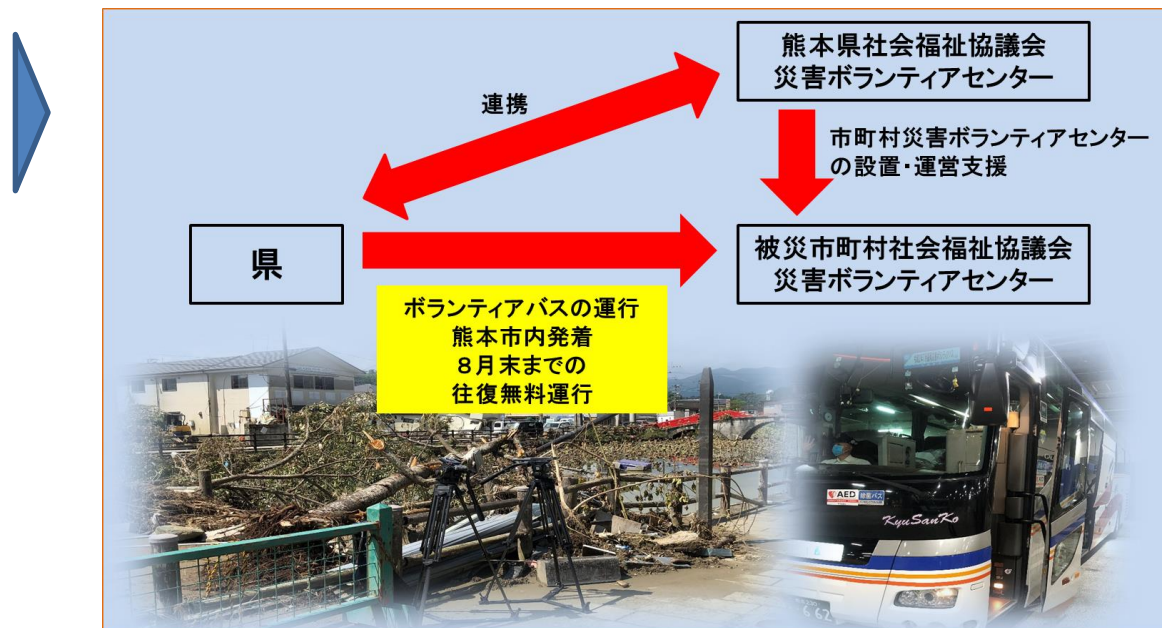 熊本県社会福祉協議会
災害ボランティアセンター
連携
市町村災害ボランティアセンター
の設置・運営支援
県
被災市町村社会福祉協議会
災害ボランティアセンター
ボランティアバスの運行
熊本市内発着
８月末までの
往復無料運行
AED
KyuSanKo